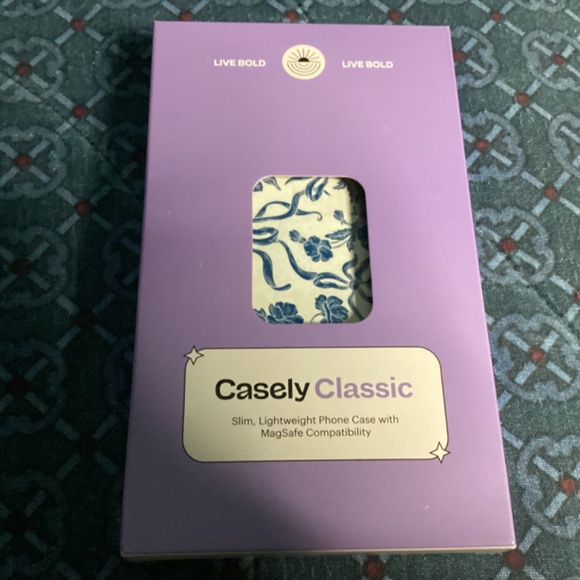 LIVE BOLD LIVE BOLD
Casely Classic
Slim, Lightweight Phone Case with
MagSafe Compatibility